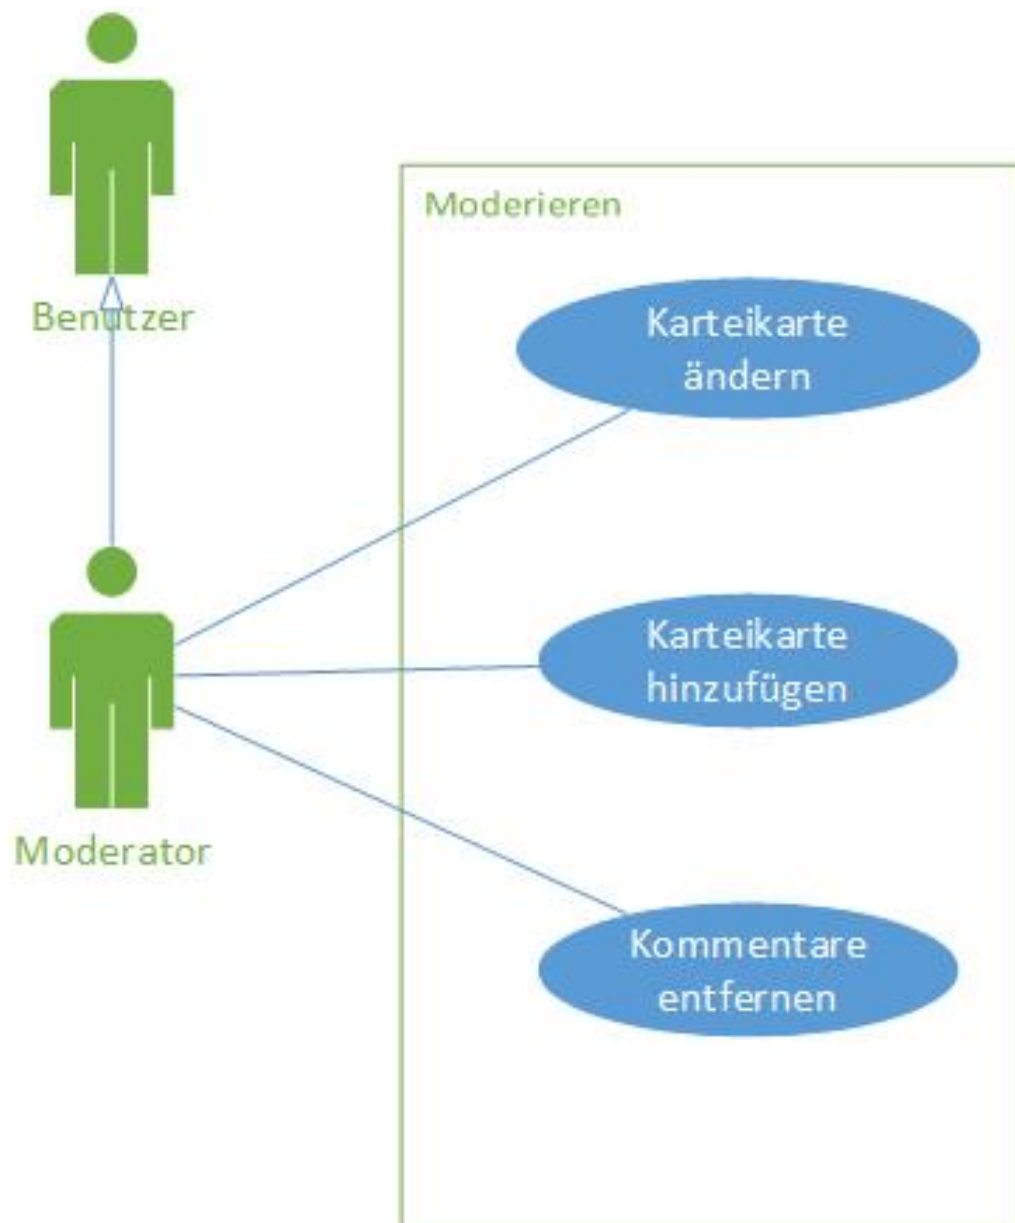 Benutzer
Moderieren
Karteikarte
ändern
Karteikarte
hinzufügen
Moderator
Kommentare
entfernen